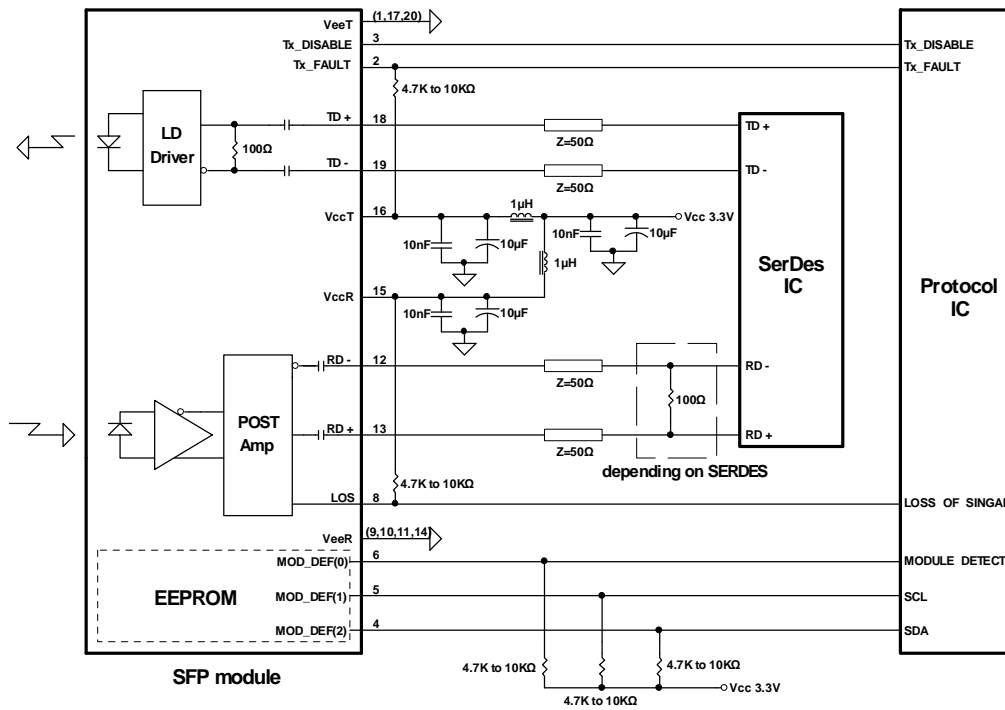 VeeT
(1,17,20)
Tx_DISABLE
3
Tx_DISABLE
Tx_FAULT
2
Tx_FAULT
4.7K to 10KΩ
LD
Driver
100Ω
TD +
18
Z=50Ω
TD +
TD -
19
Z=50Ω
TD -
VccT
16
1µH
Vcc 3.3V
10nF
10µF
10nF
10µF
1µH
SerDes
IC
Protocol
IC
VccR
15
10nF
10µF
RD -
12
Z=50Ω
RD -
100Ω
POST
Amp
RD +
13
Z=50Ω
RD +
depending on SERDES
4.7K to 10KΩ
LOS
8
LOSS OF SINGAL
VeeR
(9,10,11,14)
MOD_DEF(0)
6
MODULE DETECT
EEPROM
MOD_DEF(1)
5
SCL
MOD_DEF(2)
4
SDA
4.7K to 10KΩ
4.7K to 10KΩ
4.7K to 10KΩ
Vcc 3.3V
SFP module